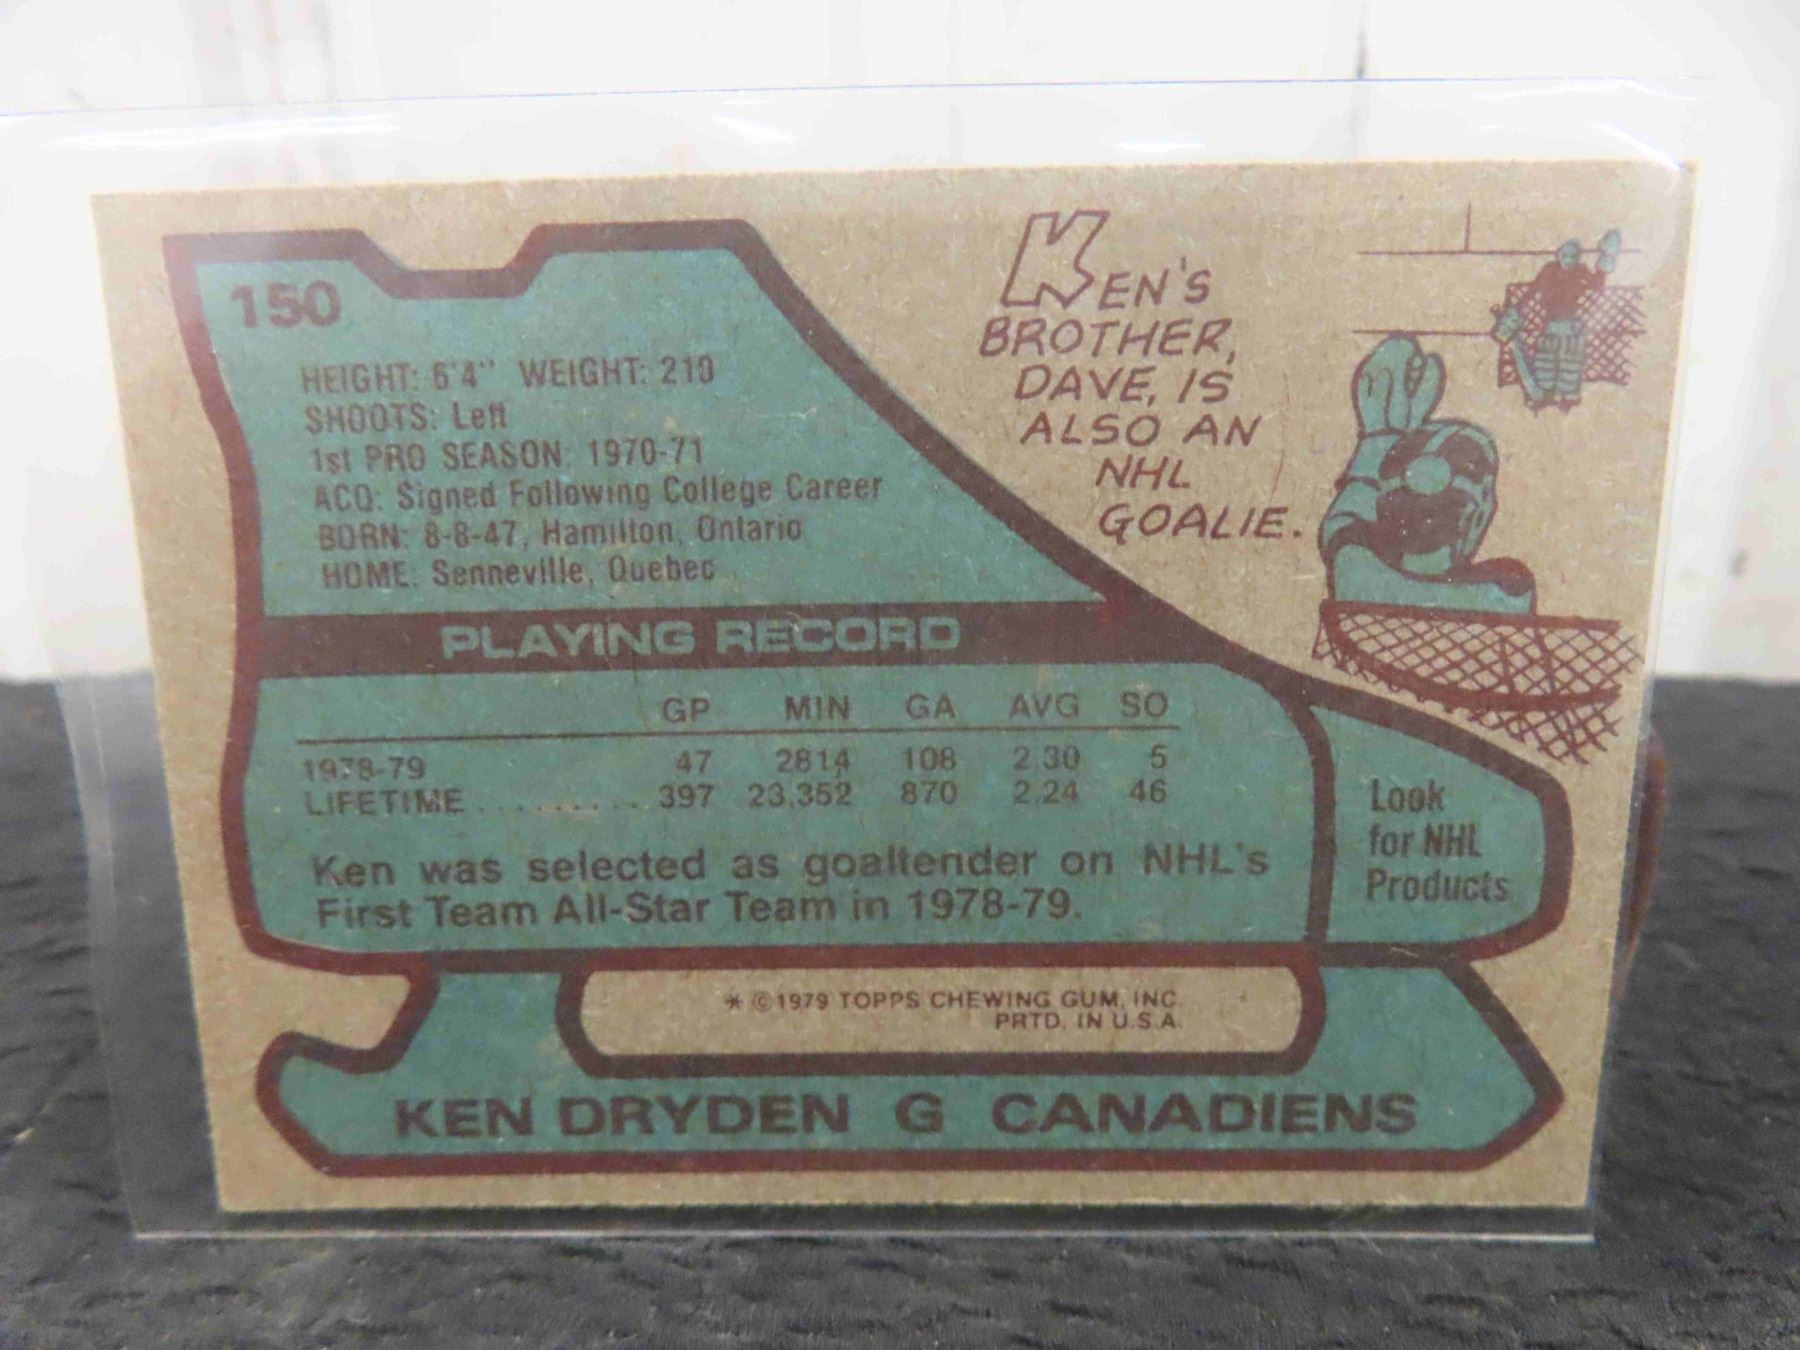 150
HEIGHT: 6'4" WEIGHT: 210
SHOOTS: Left
1st PRO SEASON: 1970-71
ACQ: Signed Following College Career
BORN: 8-8-47, Hamilton, Ontario
HOME: Senneville, Quebec
KEN'S
BROTHER,
DAVE, IS
ALSO AN
NHL
GOALIE.
PLAYING RECORD
GP MIN GA AVG SO
1978-79 47 2814 108 2.30 5
LIFETIME .......... 397 23,352 870 2.24 46
Ken was selected as goaltender on NHL's
First Team All-Star Team in 1978-79.
Look
for NHL
Products
* ©1979 TOPPS CHEWING GUM, INC.
PRTD. IN U.S.A.
KEN DRYDEN G CANADIENS